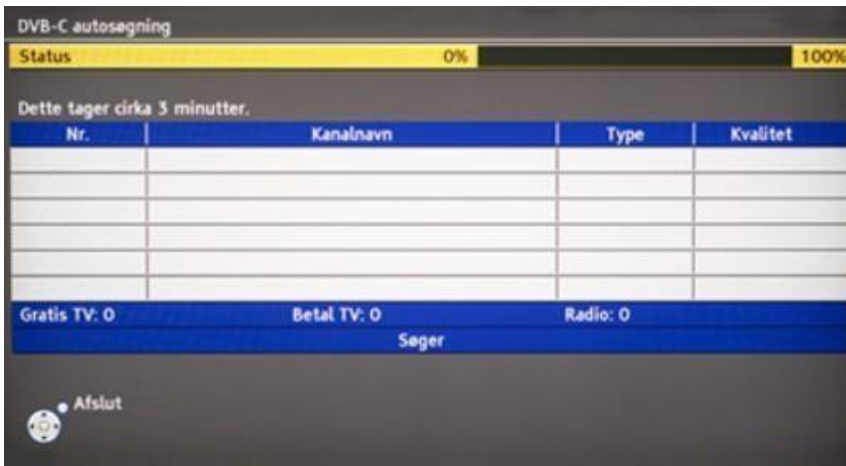 DVB-C autosøgning
Status 0% 100%
Dette tager cirka 3 minutter.
Nr. Kanalnavn Type Kvalitet
Gratis TV: 0 Betal TV: 0 Radio: 0
Søger
Afslut